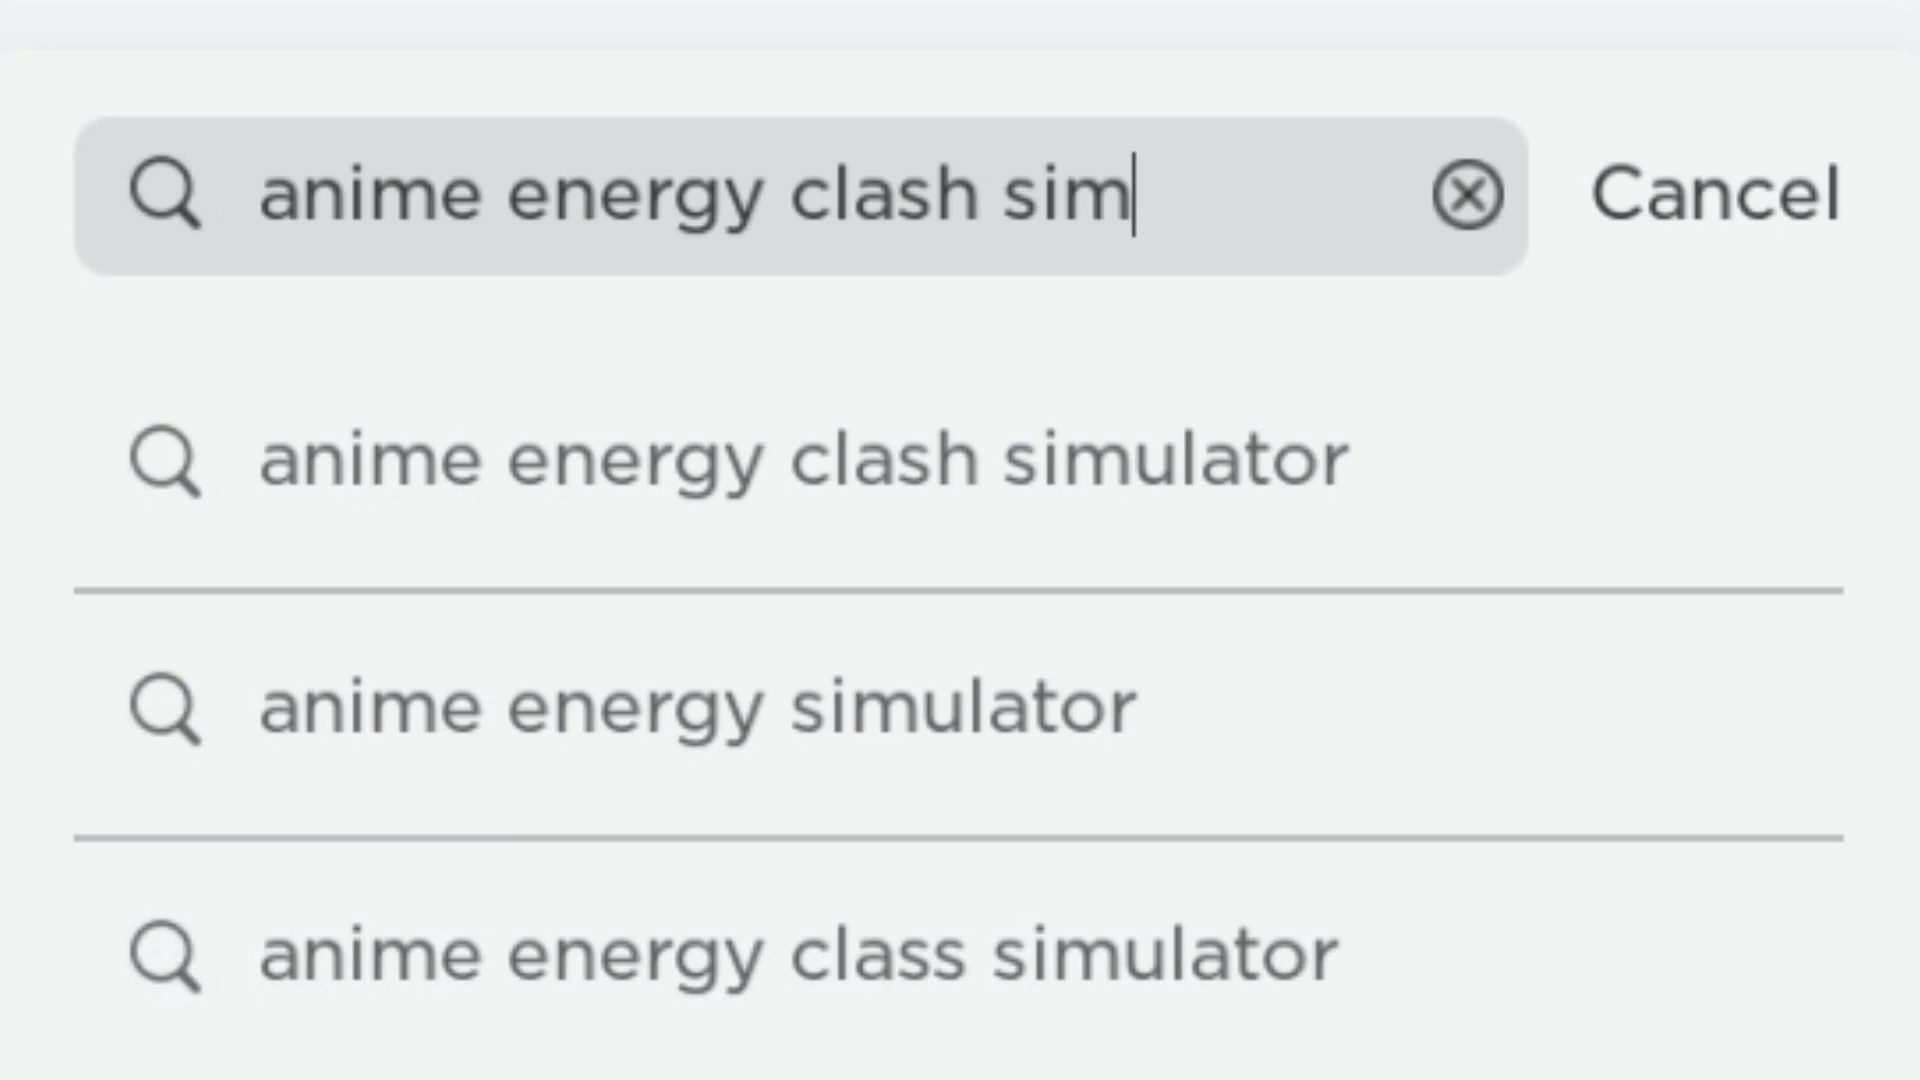 anime energy clash sim
Cancel
anime energy clash simulator
anime energy simulator
anime energy class simulator